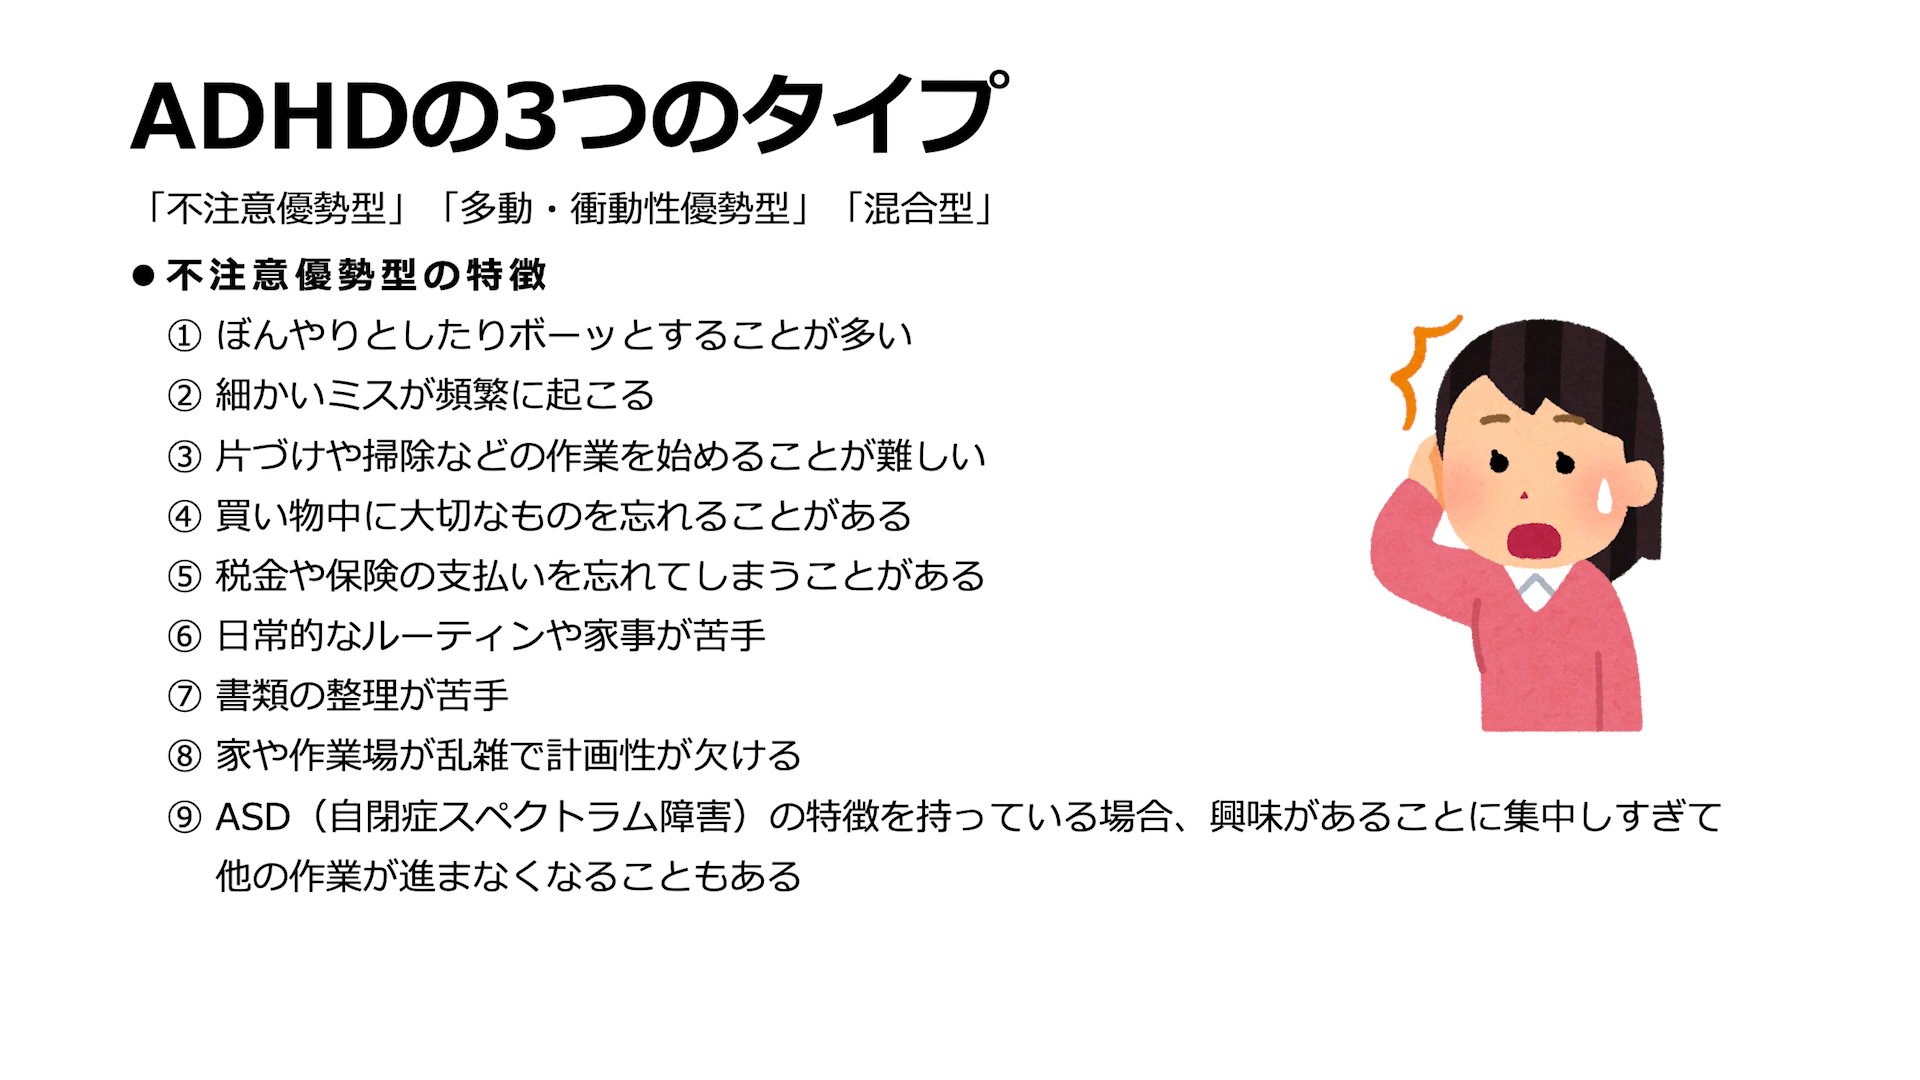 ADHDの3つのタイプ
「不注意優勢型」「多動・衝動性優勢型」「混合型」
●不注意優勢型の特徴
① ぼんやりとしたりボーッとすることが多い
② 細かいミスが頻繁に起こる
③ 片づけや掃除などの作業を始めることが難しい
④ 買い物中に大切なものを忘れることがある
⑤ 税金や保険の支払いを忘れてしまうことがある
⑥ 日常的なルーティンや家事が苦手
⑦ 書類の整理が苦手
⑧ 家や作業場が乱雑で計画性が欠ける
⑨ ASD（自閉症スペクトラム障害）の特徴を持っている場合、興味があることに集中しすぎて
他の作業が進まなくなることもある